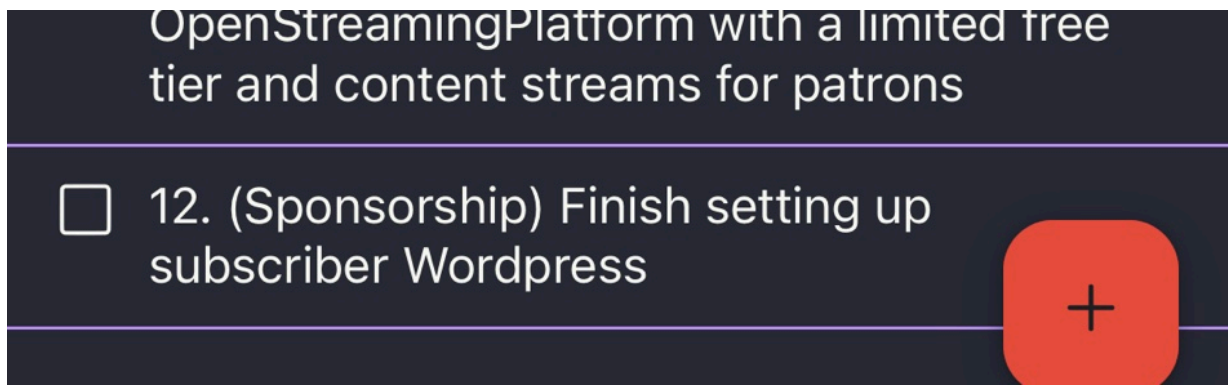 OpenStreamingPlatform with a limited free
tier and content streams for patrons
12. (Sponsorship) Finish setting up
subscriber Wordpress
+